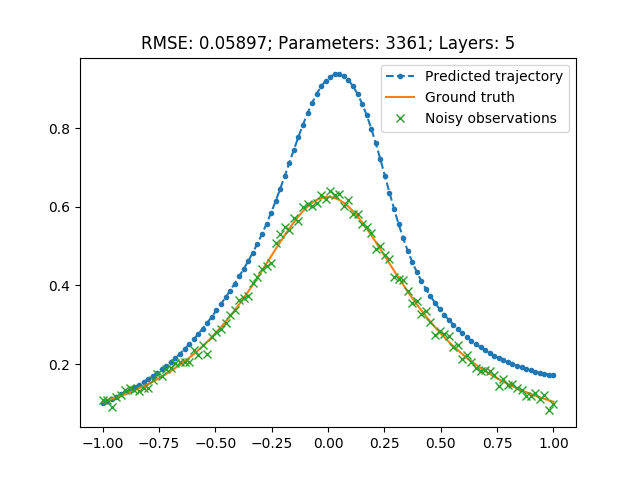 RMSE: 0.05897; Parameters: 3361; Layers: 5
Predicted trajectory
Ground truth
Noisy observations
0.8
0.6
0.4
0.2
−1.00 −0.75 −0.50 −0.25 0.00 0.25 0.50 0.75 1.00